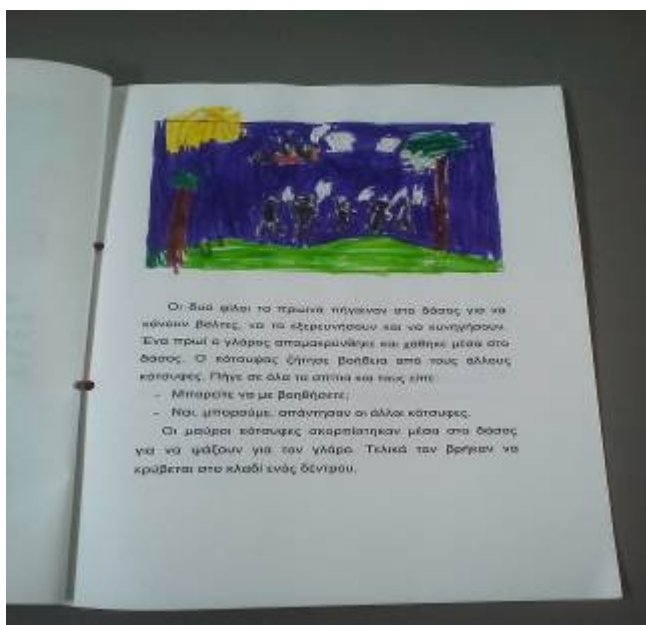 Οι δυο φίλοι τα πρωινά πήγαιναν στο δάσος για να
κάνουν βόλτες, να το εξερευνήσουν και να κυνηγήσουν.
Ένα πρωί ο γλάρος απομακρύνθηκε και χάθηκε μέσα στο
δάσος. Ο κότσυφας ζήτησε βοήθεια από τους άλλους
κότσυφες. Πήγε σε όλα τα σπίτια και τους είπε:
- Μπορείτε να με βοηθήσετε;
- Ναι, μπορούμε, απάντησαν οι άλλοι κότσυφες.
Οι μαύροι κότσυφες σκορπίστηκαν μέσα στο δάσος
για να ψάξουν για τον γλάρο. Τελικά τον βρήκαν να
κρύβεται στο κλαδί ενός δέντρου.